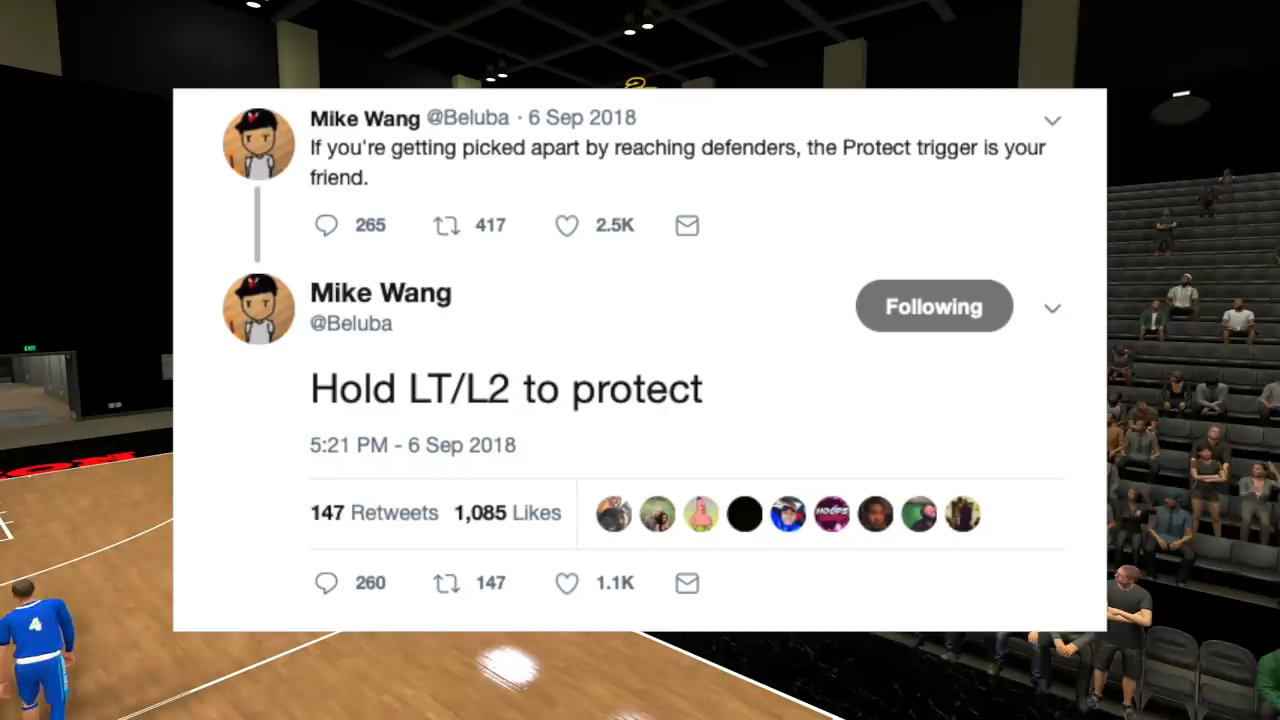 Mike Wang @Beluba · 6 Sep 2018
If you're getting picked apart by reaching defenders, the Protect trigger is your
friend.
265 417 2.5K
Mike Wang
@Beluba
Following
Hold LT/L2 to protect
5:21 PM - 6 Sep 2018
147 Retweets 1,085 Likes
260 147 1.1K
4